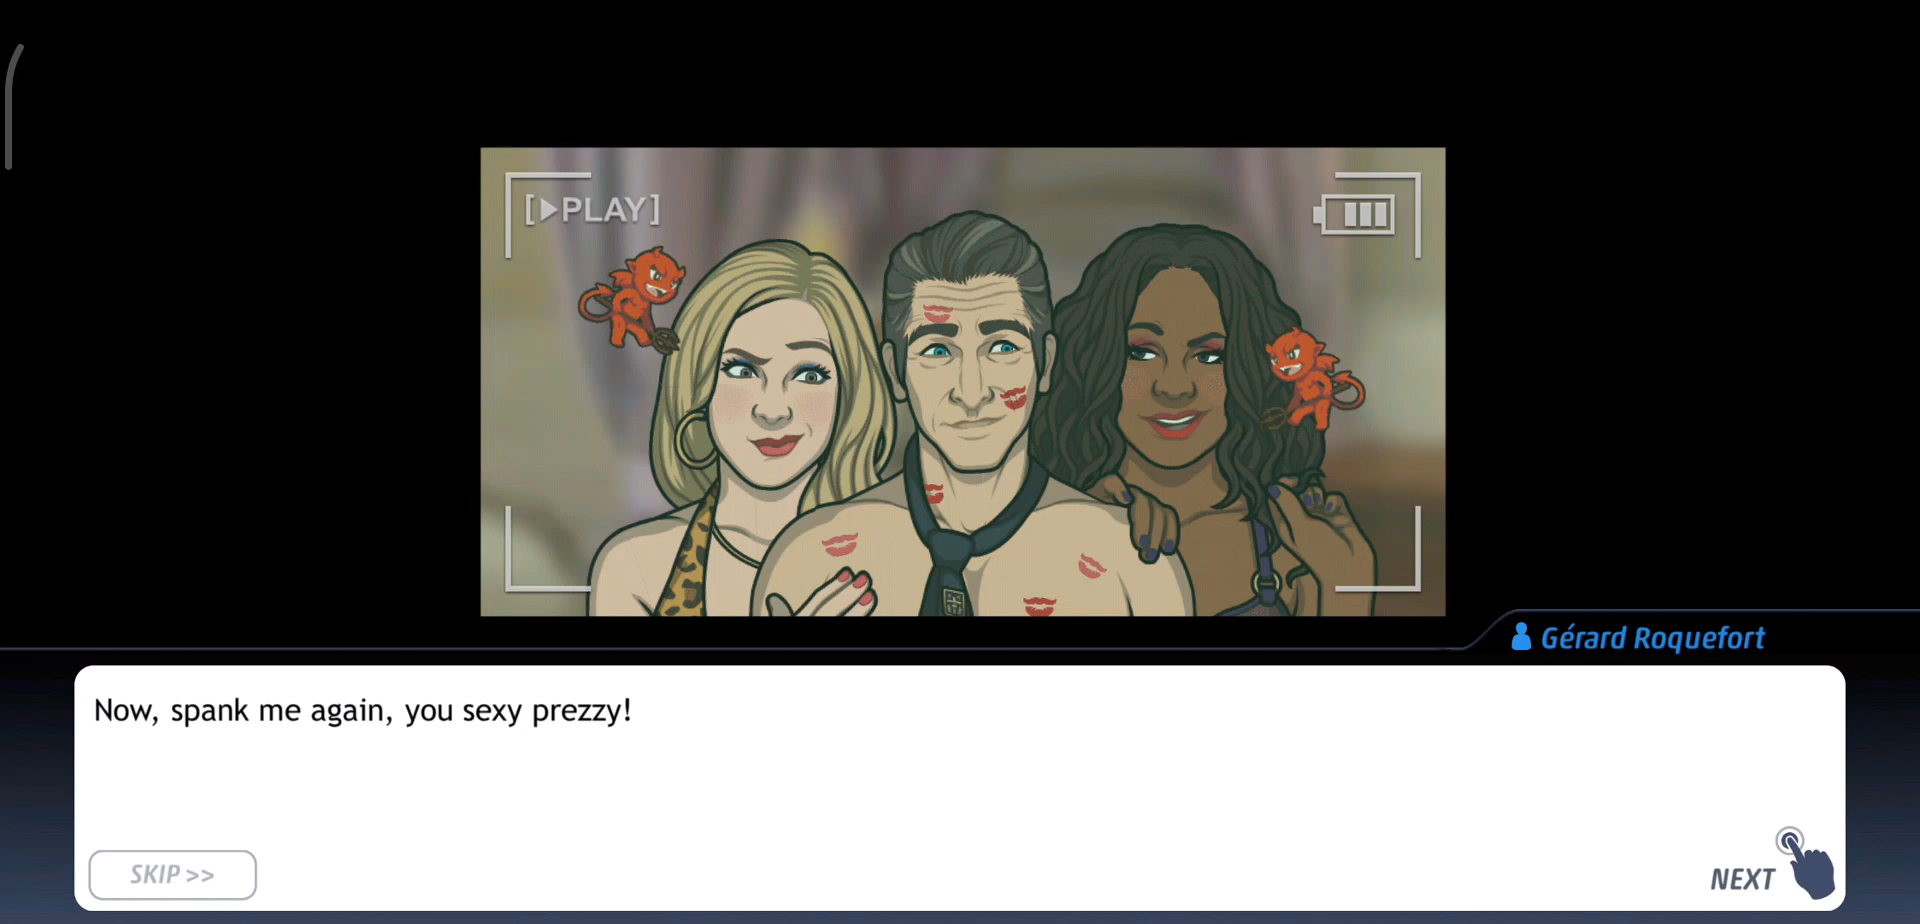 [▶PLAY]
Gérard Roquefort
Now, spank me again, you sexy prezzy!
SKIP >>
NEXT